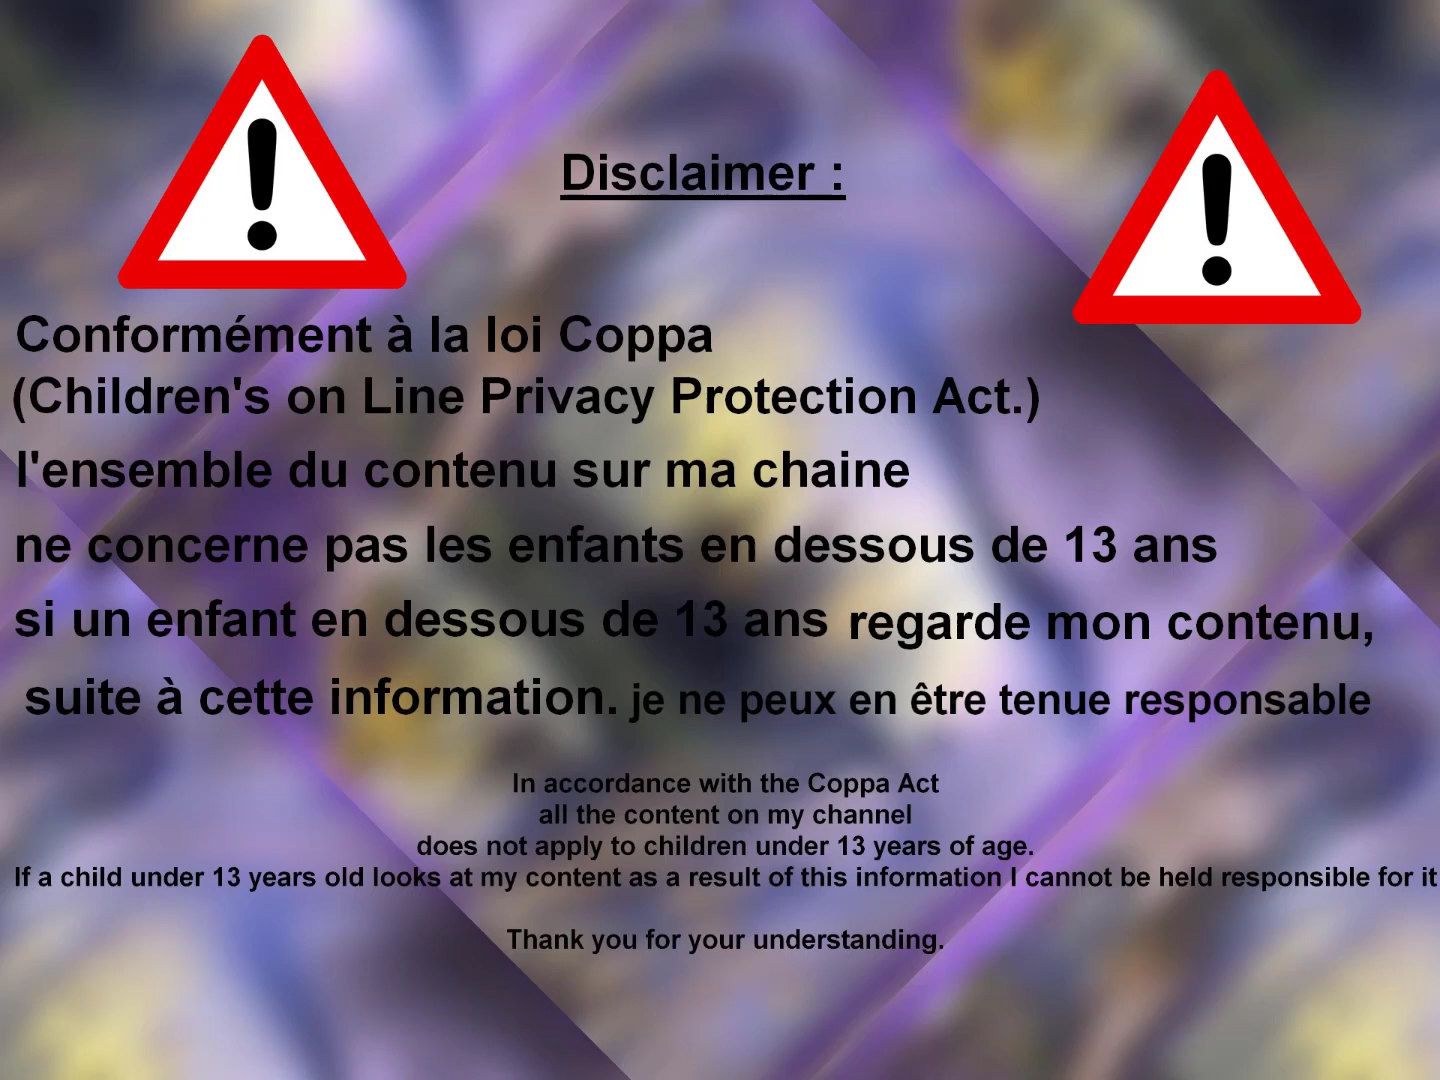 Disclaimer :
Conformément à la loi Coppa
(Children's on Line Privacy Protection Act.)
l'ensemble du contenu sur ma chaine
ne concerne pas les enfants en dessous de 13 ans
si un enfant en dessous de 13 ans regarde mon contenu,
suite à cette information. je ne peux en être tenue responsable
In accordance with the Coppa Act
all the content on my channel
does not apply to children under 13 years of age.
If a child under 13 years old looks at my content as a result of this information I cannot be held responsible for it
Thank you for your understanding.